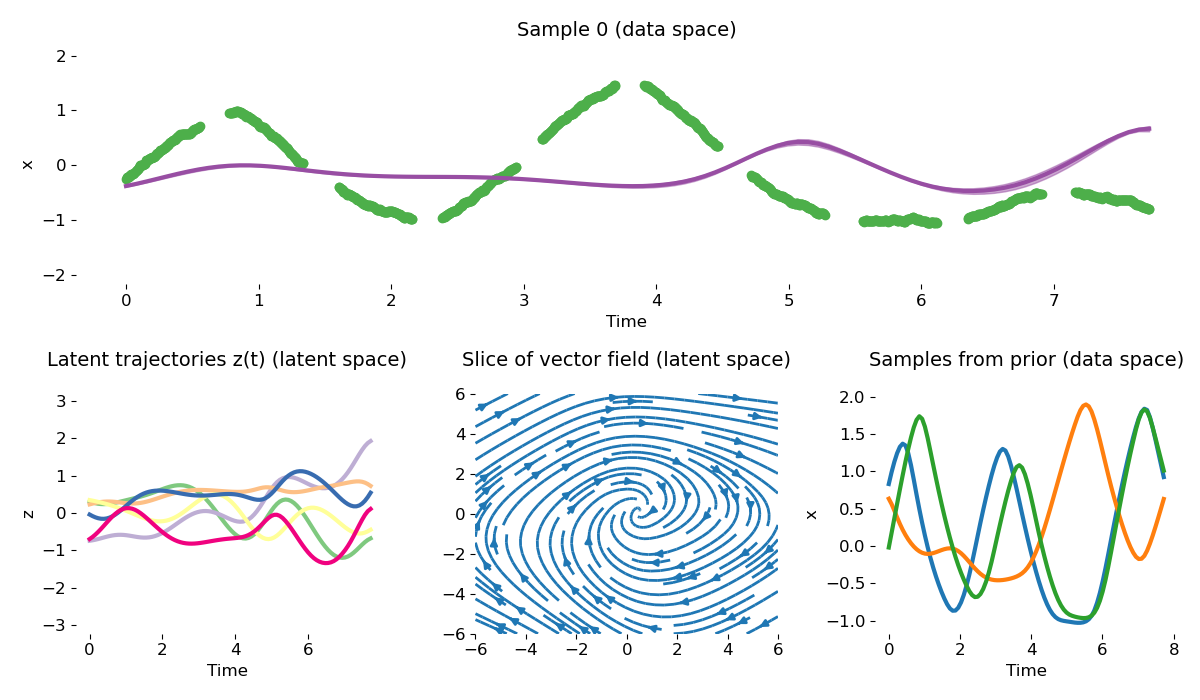 Sample 0 (data space)
2
1
0
−1
−2
x
0 1 2 3 4 5 6 7
Time
Latent trajectories z(t) (latent space)
3
2
1
0
−1
−2
−3
z
0 2 4 6
Time
Slice of vector field (latent space)
6
4
2
0
−2
−4
−6
−6 −4 −2 0 2 4 6
Samples from prior (data space)
2.0
1.5
1.0
0.5
0.0
−0.5
−1.0
x
0 2 4 6 8
Time